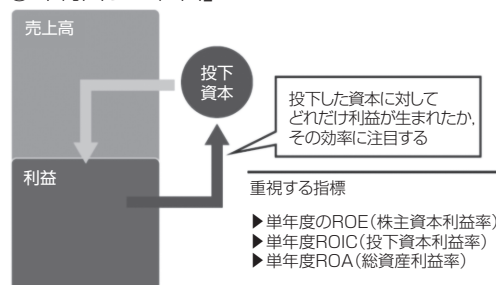 売上高
投下
資本
投下した資本に対して
どれだけ利益が生まれたか,
その効率に注目する
利益
重視する指標
▶単年度のROE(株主資本利益率)
▶単年度ROIC(投下資本利益率)
▶単年度ROA(総資産利益率)